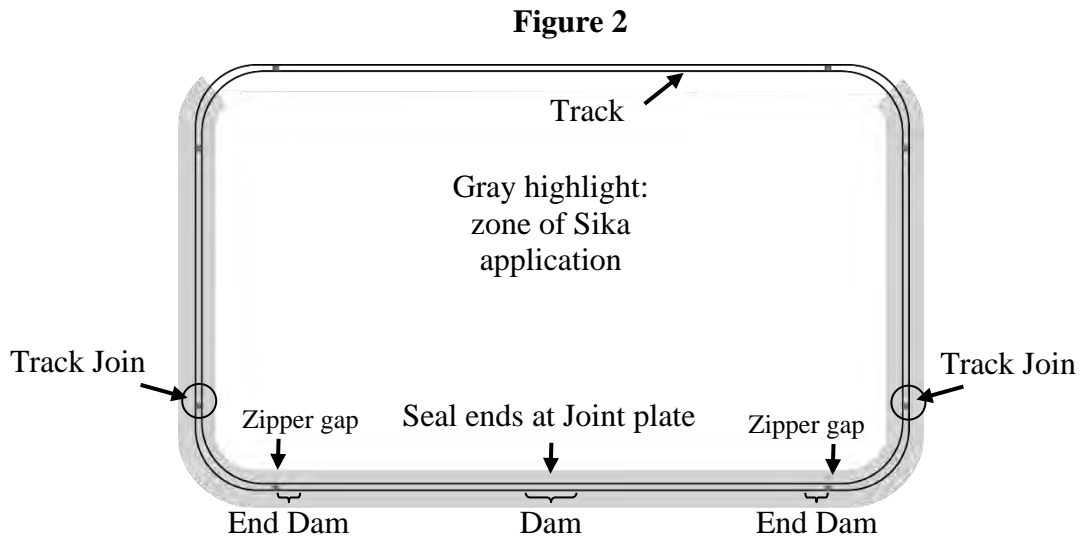 Figure 2
Track
Gray highlight:
zone of Sika
application
Track Join
Track Join
Zipper gap
Seal ends at Joint plate
Zipper gap
End Dam
Dam
End Dam